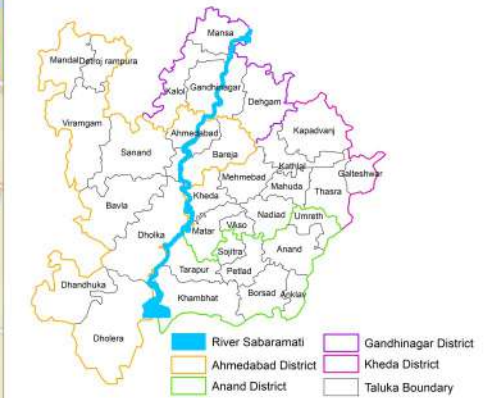 Mansa
Mandal Detroj rampura
Kalol Gandhinagar
Dehgam
Viramgam
Ahmedabad
Kapadvanj
Sanand
Bareja
Kathlal
Galteshwar
Mehmebad
Mahuda
Thasra
Bavla
Kheda
Nadiad
Umreth
Dholka
Matar
Vaso
Sojitra
Anand
Tarapur
Petlad
Dhandhuka
Khambhat
Borsad
Anklav
Dholera
River Sabaramati
Gandhinagar District
Ahmedabad District
Kheda District
Anand District
Taluka Boundary